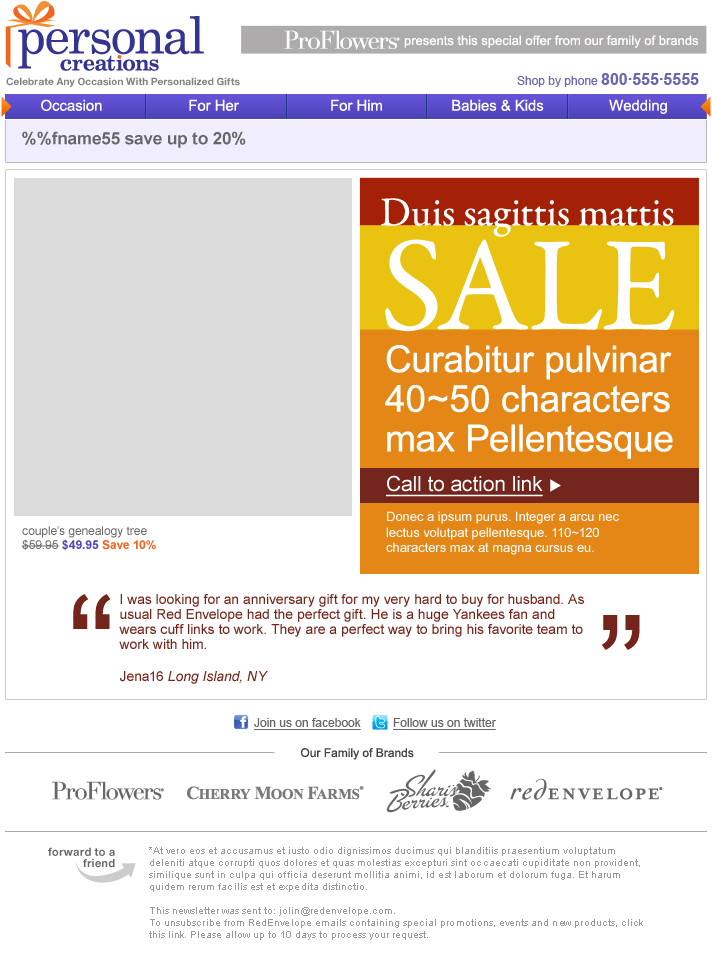 personal
creations
Celebrate Any Occasion With Personalized Gifts
ProFlowers® presents this special offer from our family of brands
Shop by phone 800·555·5555
Occasion
For Her
For Him
Babies & Kids
Wedding
%%fname55 save up to 20%
Duis sagittis mattis
SALE
Curabitur pulvinar
40~50 characters
max Pellentesque
Call to action link
Donec a ipsum purus. Integer a arcu nec
lectus volutpat pellentesque. 110~120
characters max at magna cursus eu.
couple's genealogy tree
$59.95 $49.95 Save 10%
“ I was looking for an anniversary gift for my very hard to buy for husband. As
usual Red Envelope had the perfect gift. He is a huge Yankees fan and
wears cuff links to work. They are a perfect way to bring his favorite team to
work with him. ”
Jena16 Long Island, NY
Join us on facebook
Follow us on twitter
Our Family of Brands
ProFlowers®
CHERRY MOON FARMS®
Shari's
Berries
redENVELOPE®
forward to a
friend
*At vero eos et accusamus et iusto odio dignissimos ducimus qui blanditiis praesentium voluptatum
deleniti atque corrupti quos dolores et quas molestias excepturi sint occaecati cupiditate non provident,
similique sunt in culpa qui officia deserunt mollitia animi, id est laborum et dolorum fuga. Et harum
quidem rerum facilis est et expedita distinctio.
This newsletter was sent to: jolin@redenvelope.com.
To unsubscribe from RedEnvelope emails containing special promotions, events and new products, click
this link. Please allow up to 10 days to process your request.